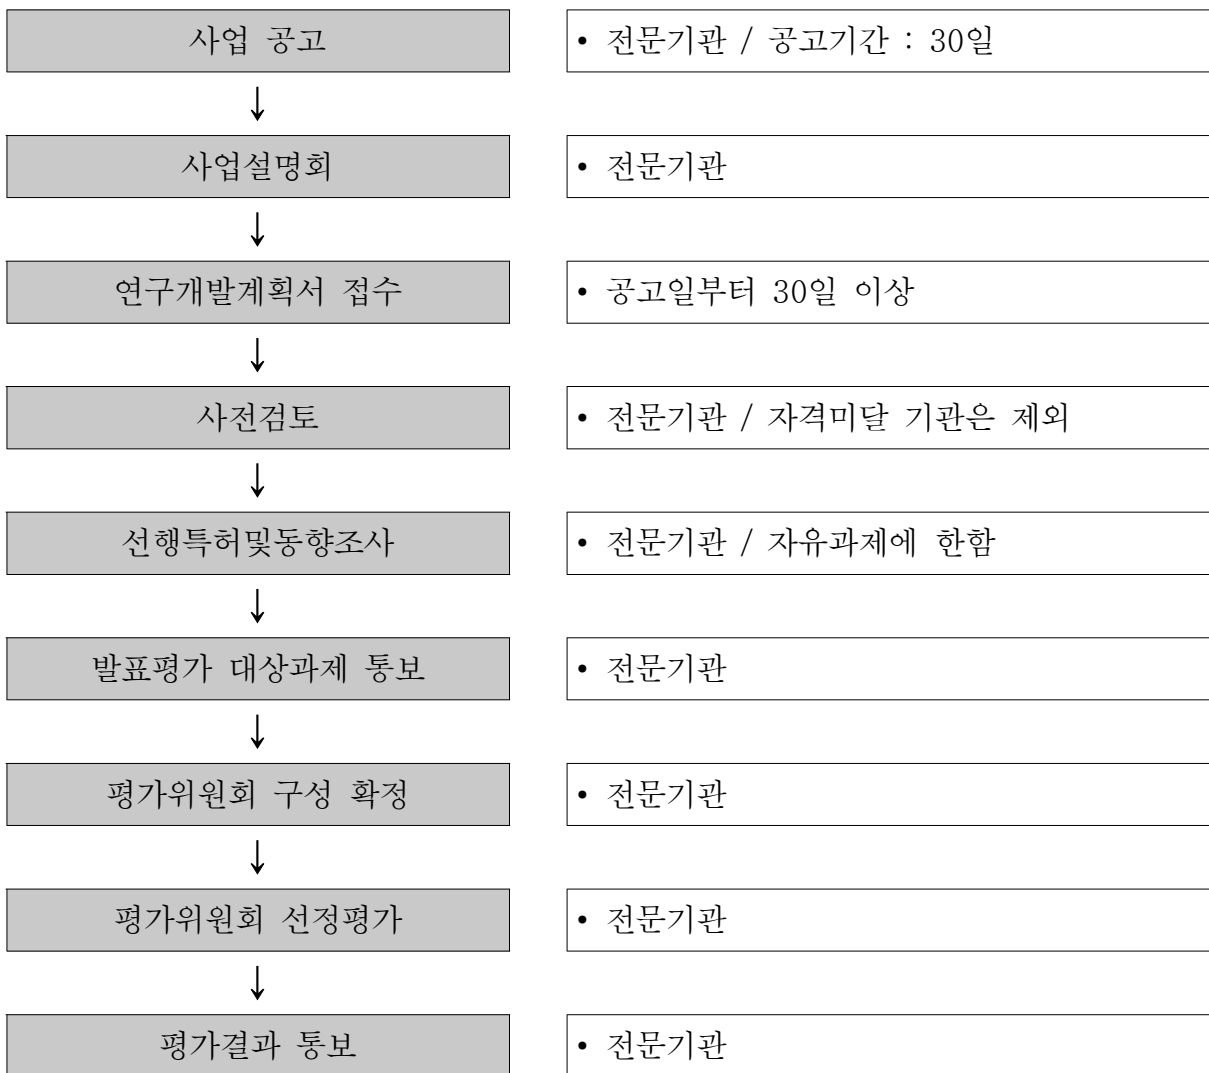 사업 공고
• 전문기관 / 공고기간 : 30일
↓
사업설명회
• 전문기관
↓
연구개발계획서 접수
• 공고일부터 30일 이상
↓
사전검토
• 전문기관 / 자격미달 기관은 제외
↓
선행특허및동향조사
• 전문기관 / 자유과제에 한함
↓
발표평가 대상과제 통보
• 전문기관
↓
평가위원회 구성 확정
• 전문기관
↓
평가위원회 선정평가
• 전문기관
↓
평가결과 통보
• 전문기관